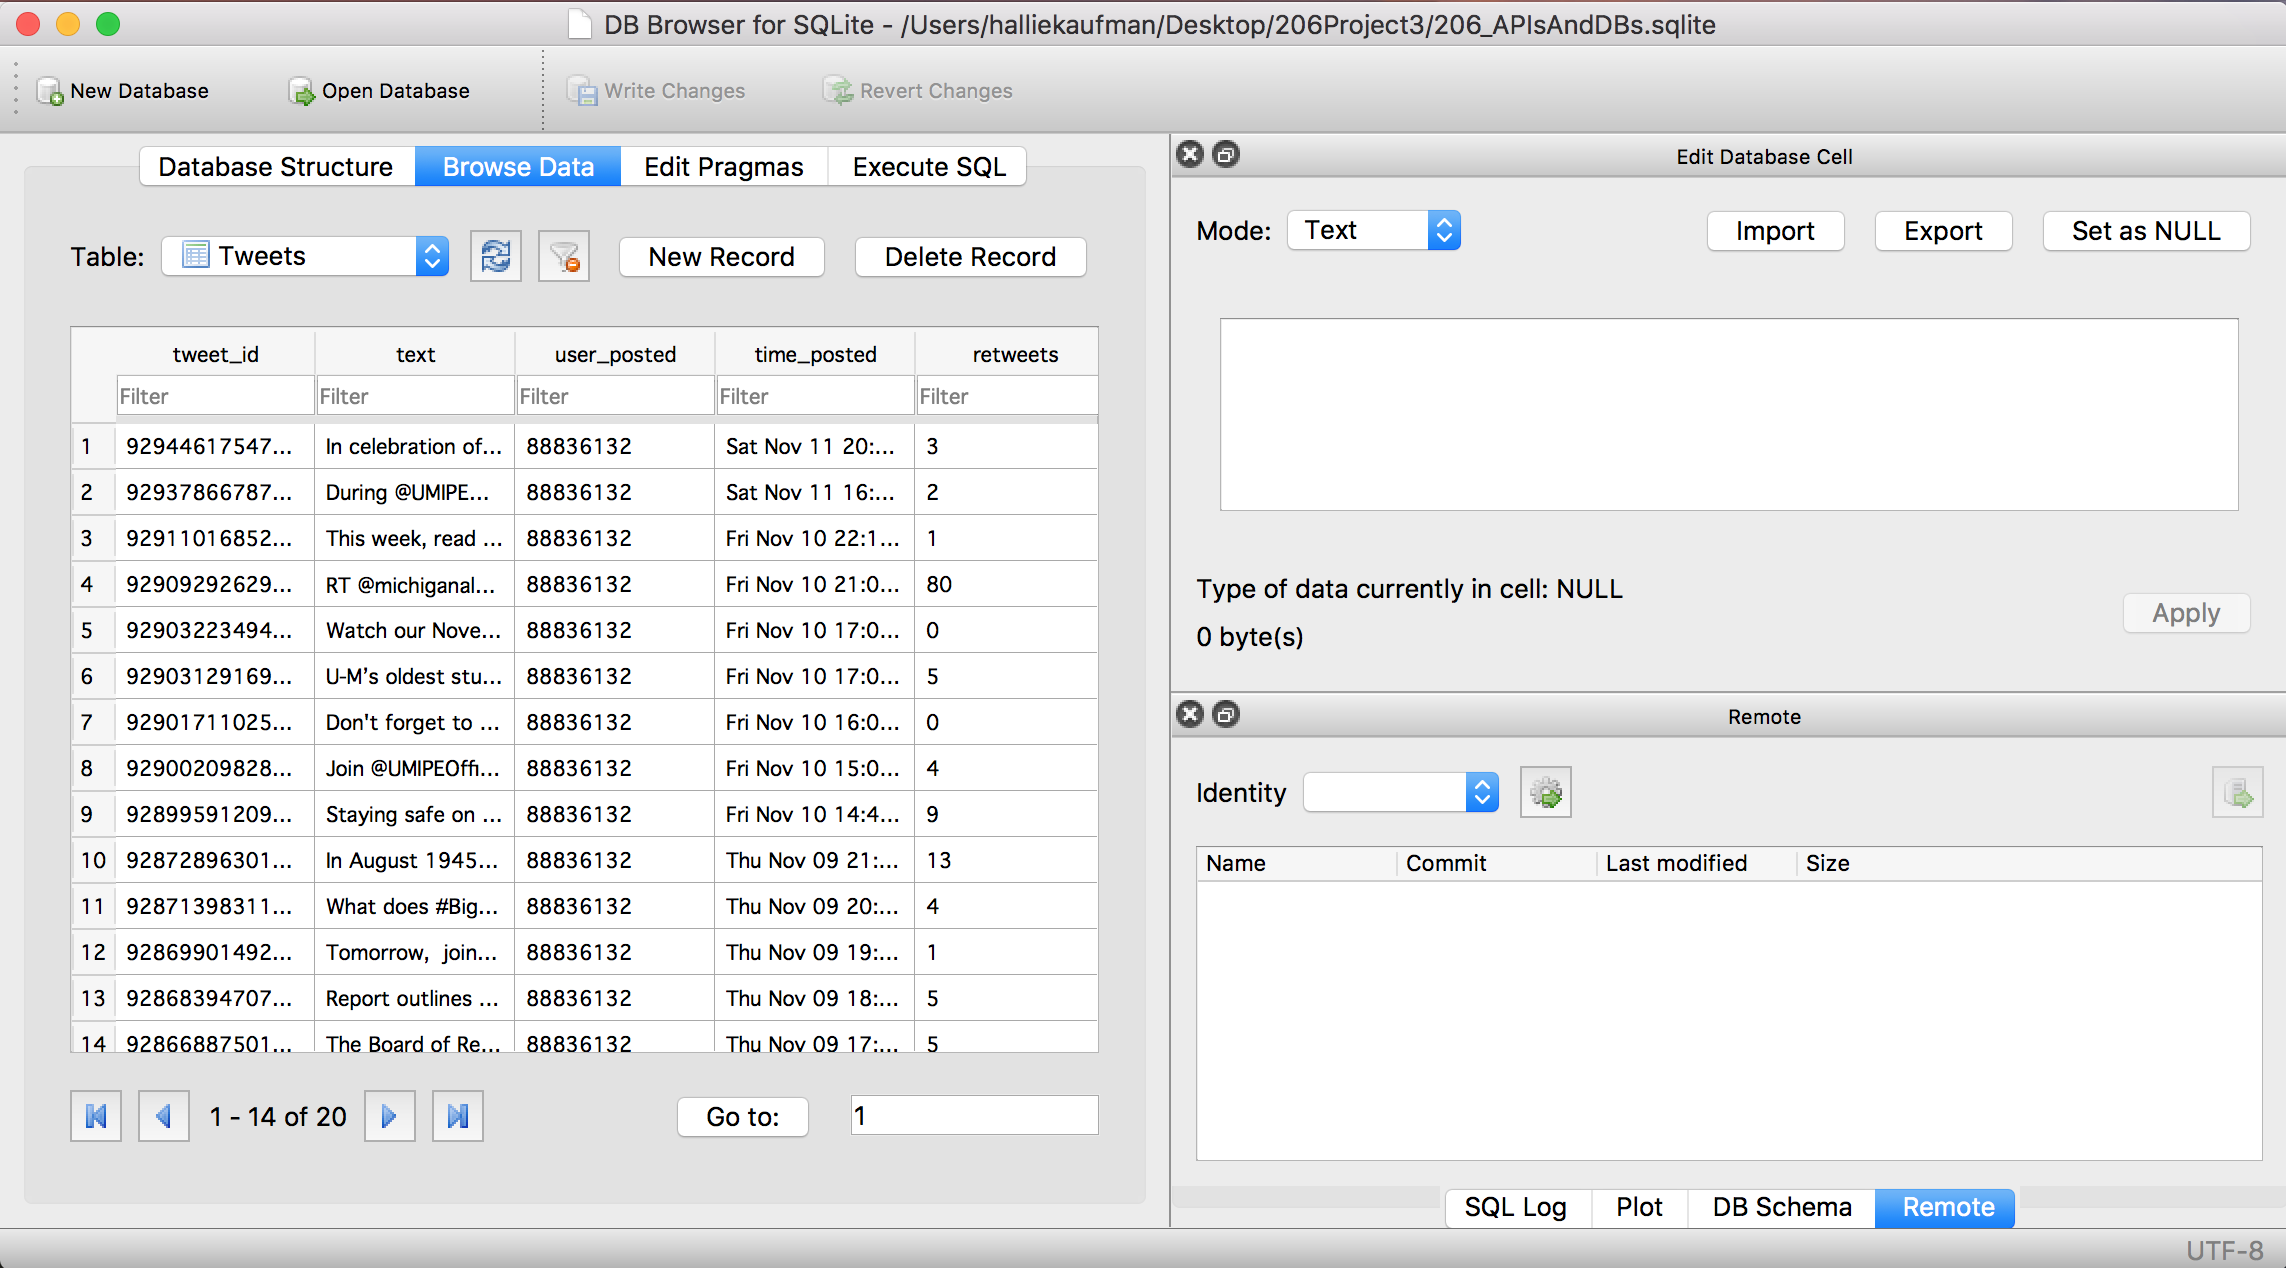 DB Browser for SQLite - /Users/halliekaufman/Desktop/206Project3/206_APIsAndDBs.sqlite
New Database Open Database Write Changes Revert Changes
Database Structure Browse Data Edit Pragmas Execute SQL
Table: Tweets New Record Delete Record
tweet_id text user_posted time_posted retweets
Filter Filter Filter Filter Filter
1 92944617547... In celebration of... 88836132 Sat Nov 11 20:... 3
2 92937866787... During @UMIPE... 88836132 Sat Nov 11 16:... 2
3 92911016852... This week, read ... 88836132 Fri Nov 10 22:1... 1
4 92909292629... RT @michiganal... 88836132 Fri Nov 10 21:0... 80
5 92903223494... Watch our Nove... 88836132 Fri Nov 10 17:0... 0
6 92903129169... U-M’s oldest stu... 88836132 Fri Nov 10 17:0... 5
7 92901711025... Don't forget to ... 88836132 Fri Nov 10 16:0... 0
8 92900209828... Join @UMIPEOffi... 88836132 Fri Nov 10 15:0... 4
9 92899591209... Staying safe on ... 88836132 Fri Nov 10 14:4... 9
10 92872896301... In August 1945... 88836132 Thu Nov 09 21:... 13
11 92871398311... What does #Big... 88836132 Thu Nov 09 20:... 4
12 92869901492... Tomorrow,  join... 88836132 Thu Nov 09 19:... 1
13 92868394707... Report outlines ... 88836132 Thu Nov 09 18:... 5
14 92866887501... The Board of Re... 88836132 Thu Nov 09 17:... 5
1 - 14 of 20 Go to: 1
Edit Database Cell
Mode: Text Import Export Set as NULL
Type of data currently in cell: NULL
0 byte(s)
Apply
Remote
Identity
Name Commit Last modified Size
SQL Log Plot DB Schema Remote
UTF-8